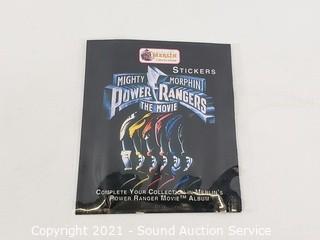 MERLIN
COLLECTIONS
STICKERS
MIGHTY MORPHIN!
POWER RANGERS
THE MOVIE
COMPLETE YOUR COLLECTION IN MERLIN'S
POWER RANGER MOVIE™ ALBUM
Copyright 2021 - Sound Auction Service